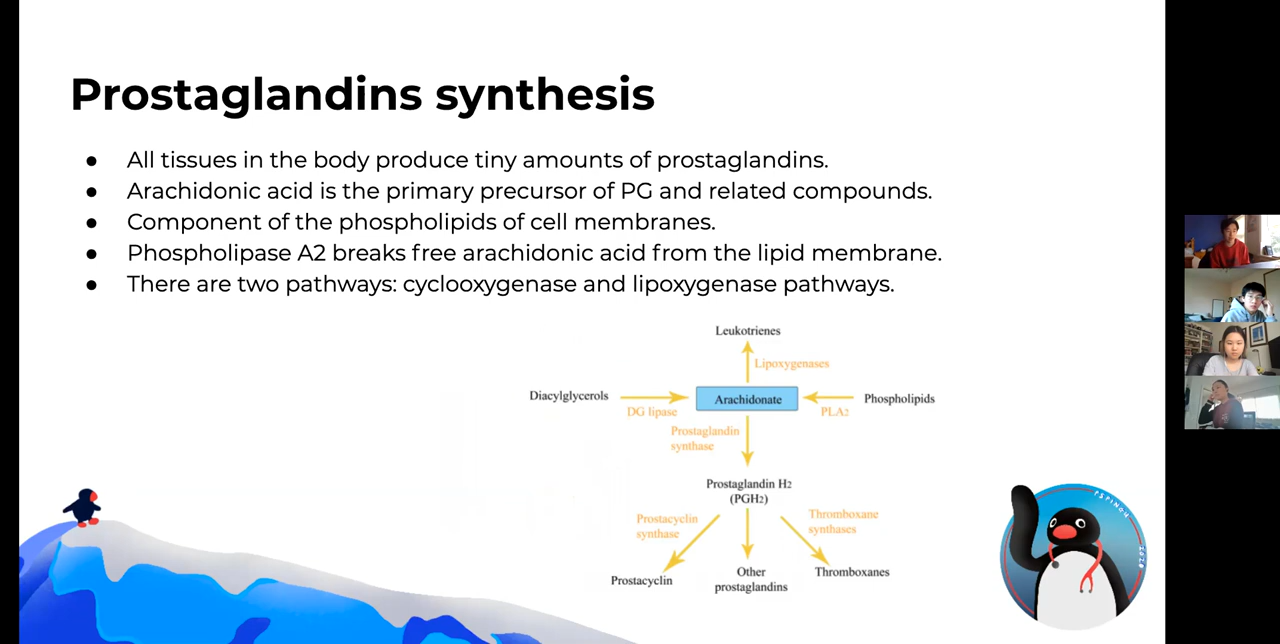 Prostaglandins synthesis
● All tissues in the body produce tiny amounts of prostaglandins.
● Arachidonic acid is the primary precursor of PG and related compounds.
● Component of the phospholipids of cell membranes.
● Phospholipase A2 breaks free arachidonic acid from the lipid membrane.
● There are two pathways: cyclooxygenase and lipoxygenase pathways.
Leukotrienes
Lipoxygenases
Diacylglycerols
DG lipase
Arachidonate
PLA2
Phospholipids
Prostaglandin
synthase
Prostaglandin H2
(PGH2)
Prostacyclin
synthase
Thromboxane
synthases
Prostacyclin
Other
prostaglandins
Thromboxanes
2020